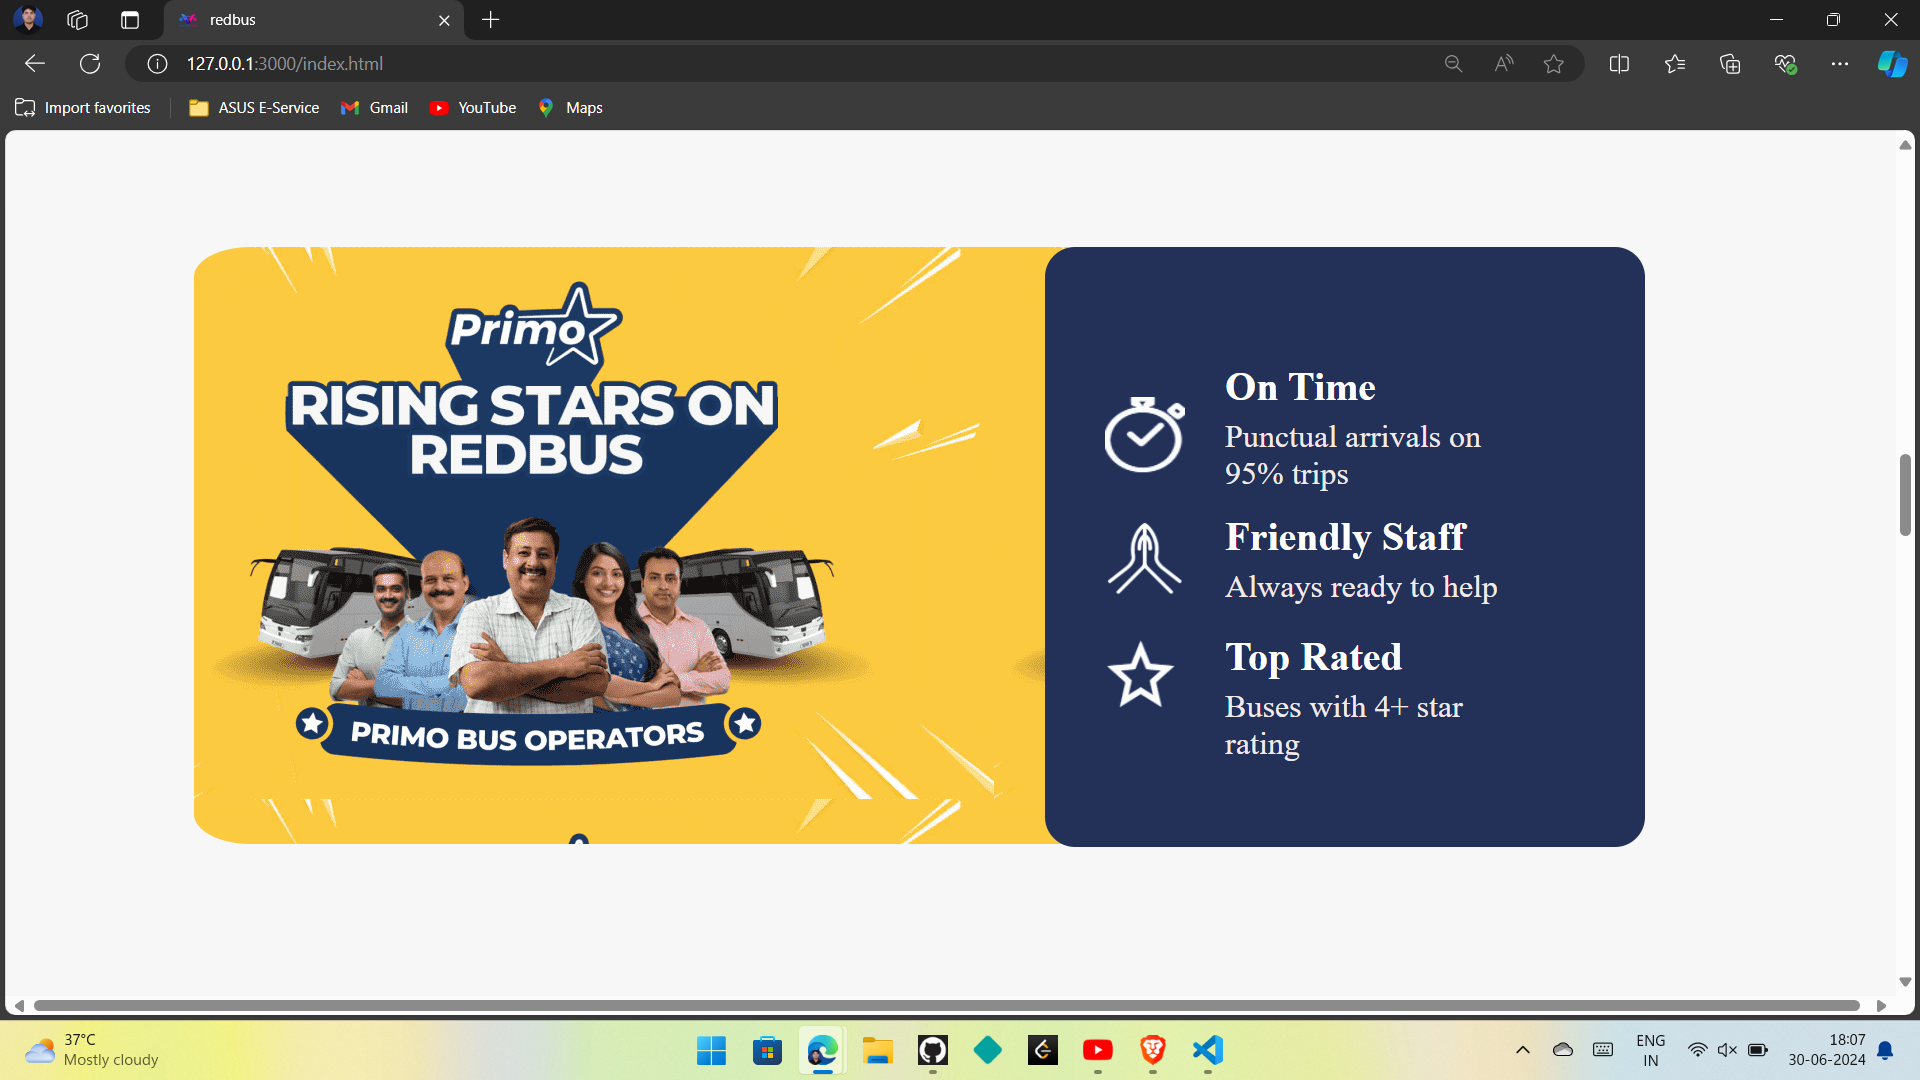 redbus
127.0.0.1:3000/index.html
Import favorites
ASUS E-Service
Gmail
YouTube
Maps
Primo
RISING STARS ON
REDBUS
PRIMO BUS OPERATORS
On Time
Punctual arrivals on
95% trips
Friendly Staff
Always ready to help
Top Rated
Buses with 4+ star
rating
37°C
Mostly cloudy
ENG
IN
18:07
30-06-2024